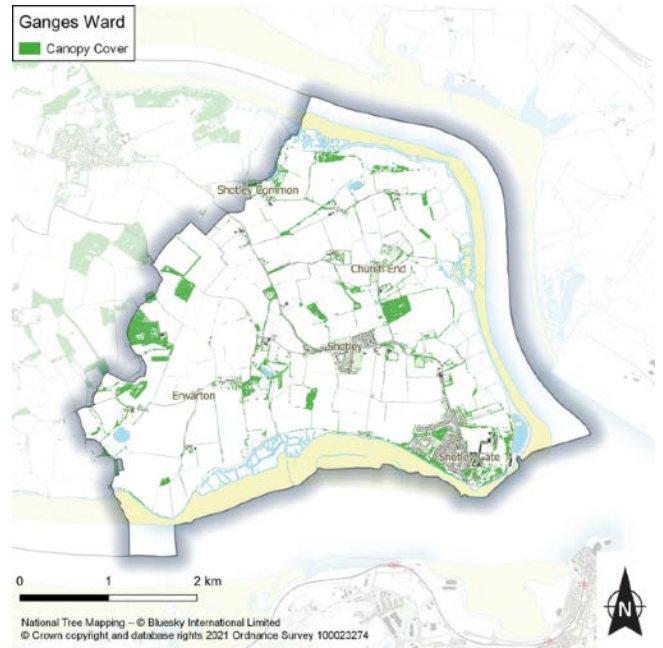 Ganges Ward
Canopy Cover
Shotley Common
Church End
Shotley
Erwarton
Shotley Gate
0 1 2 km
National Tree Mapping – © Bluesky International Limited
© Crown copyright and database rights 2021 Ordnance Survey 100023274
N